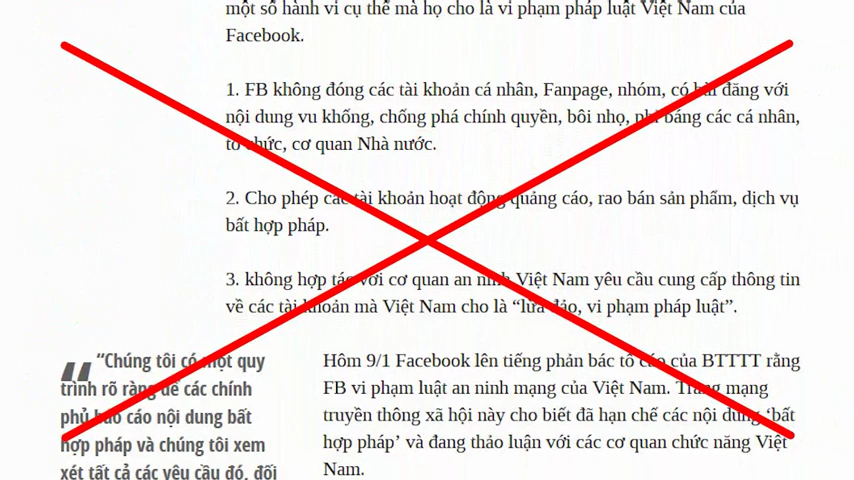 một số hành vi cụ thể mà họ cho là vi phạm pháp luật Việt Nam của
Facebook.
1. FB không đóng các tài khoản cá nhân, Fanpage, nhóm, có bài đăng với
nội dung vu khống, chống phá chính quyền, bôi nhọ, phỉ báng các cá nhân,
tổ chức, cơ quan Nhà nước.
2. Cho phép các tài khoản hoạt động quảng cáo, rao bán sản phẩm, dịch vụ
bất hợp pháp.
3. không hợp tác với cơ quan an ninh Việt Nam yêu cầu cung cấp thông tin
về các tài khoản mà Việt Nam cho là “lừa đảo, vi phạm pháp luật”.
“Chúng tôi có một quy
trình rõ ràng để các chính
phủ báo cáo nội dung bất
hợp pháp và chúng tôi xem
xét tất cả các yêu cầu đó, đối
Hôm 9/1 Facebook lên tiếng phản bác tố cáo của BTTTT rằng
FB vi phạm luật an ninh mạng của Việt Nam. Trang mạng
truyền thông xã hội này cho biết đã hạn chế các nội dung ‘bất
hợp pháp’ và đang thảo luận với các cơ quan chức năng Việt
Nam.